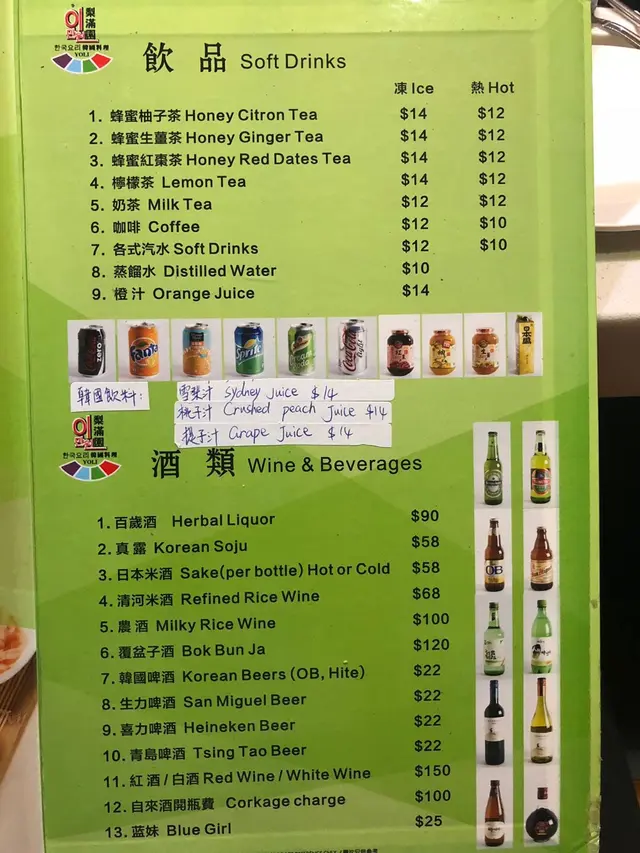 梨滿園
한국요리 韓國料理
YOLI
飲 品 Soft Drinks
凍 Ice 熱 Hot
1. 蜂蜜柚子茶 Honey Citron Tea $14 $12
2. 蜂蜜生薑茶 Honey Ginger Tea $14 $12
3. 蜂蜜紅棗茶 Honey Red Dates Tea $14 $12
4. 檸檬茶 Lemon Tea $14 $12
5. 奶茶 Milk Tea $12 $12
6. 咖啡 Coffee $12 $10
7. 各式汽水 Soft Drinks $12 $10
8. 蒸餾水 Distilled Water $10
9. 橙汁 Orange Juice $14
zero Fanta Sprite Cream Soda Coca-Cola light
韓國飲料:
雪梨汁 Sydney Juice $14
桃子汁 Crushed peach Juice $14
提子汁 Grape Juice $14
梨滿園
한국요리 韓國料理
YOLI
酒 類 Wine & Beverages
1. 百歲酒 Herbal Liquor $90
2. 真露 Korean Soju $58
3. 日本米酒 Sake(per bottle) Hot or Cold $58
4. 清河米酒 Refined Rice Wine $68
5. 農酒 Milky Rice Wine $100
6. 覆盆子酒 Bok Bun Ja $120
7. 韓國啤酒 Korean Beers (OB, Hite) $22
8. 生力啤酒 San Miguel Beer $22
9. 喜力啤酒 Heineken Beer $22
10. 青島啤酒 Tsing Tao Beer $22
11. 紅酒/白酒 Red Wine / White Wine $150
12. 自來酒開瓶費 Corkage charge $100
13. 藍妹 Blue Girl $25
OB